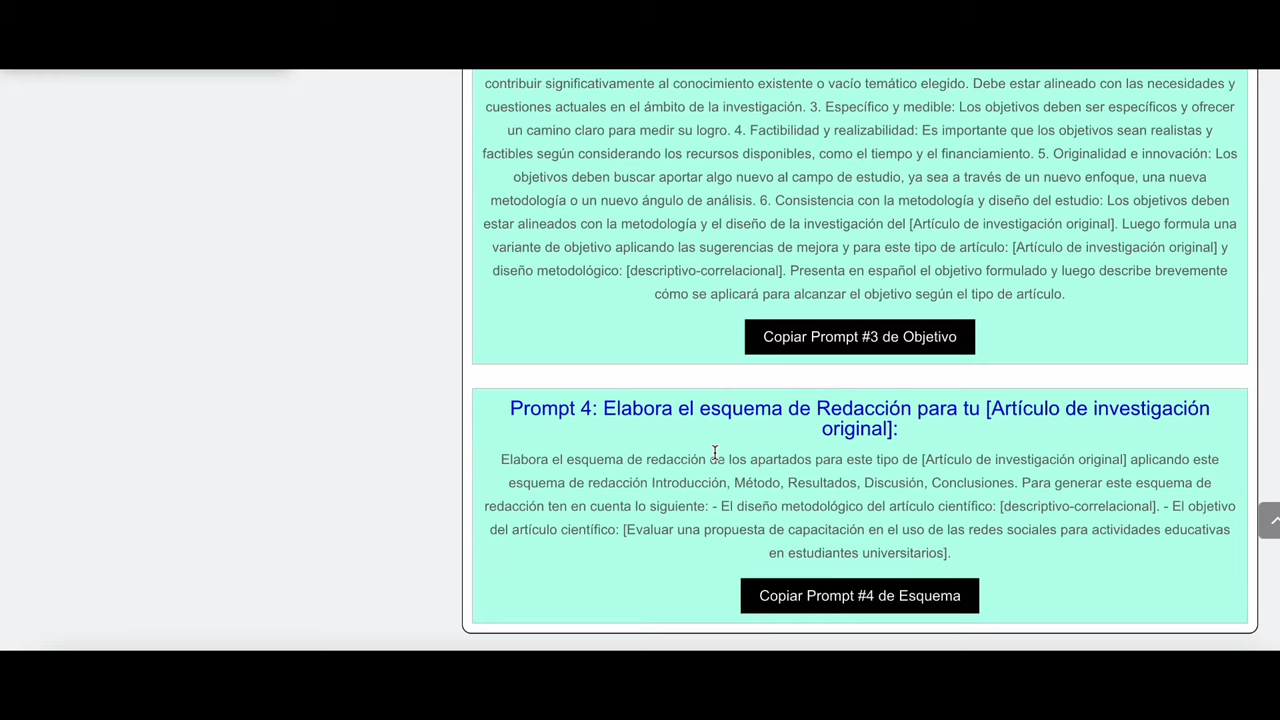 contribuir significativamente al conocimiento existente o vacío temático elegido. Debe estar alineado con las necesidades y
cuestiones actuales en el ámbito de la investigación. 3. Específico y medible: Los objetivos deben ser específicos y ofrecer
un camino claro para medir su logro. 4. Factibilidad y realizabilidad: Es importante que los objetivos sean realistas y
factibles según considerando los recursos disponibles, como el tiempo y el financiamiento. 5. Originalidad e innovación: Los
objetivos deben buscar aportar algo nuevo al campo de estudio, ya sea a través de un nuevo enfoque, una nueva
metodología o un nuevo ángulo de análisis. 6. Consistencia con la metodología y diseño del estudio: Los objetivos deben
estar alineados con la metodología y el diseño de la investigación del [Artículo de investigación original]. Luego formula una
variante de objetivo aplicando las sugerencias de mejora y para este tipo de artículo: [Artículo de investigación original] y
diseño metodológico: [descriptivo-correlacional]. Presenta en español el objetivo formulado y luego describe brevemente
cómo se aplicará para alcanzar el objetivo según el tipo de artículo.
Copiar Prompt #3 de Objetivo
Prompt 4: Elabora el esquema de Redacción para tu [Artículo de investigación
original]:
Elabora el esquema de redacción de los apartados para este tipo de [Artículo de investigación original] aplicando este
esquema de redacción Introducción, Método, Resultados, Discusión, Conclusiones. Para generar este esquema de
redacción ten en cuenta lo siguiente: - El diseño metodológico del artículo científico: [descriptivo-correlacional]. - El objetivo
del artículo científico: [Evaluar una propuesta de capacitación en el uso de las redes sociales para actividades educativas
en estudiantes universitarios].
Copiar Prompt #4 de Esquema